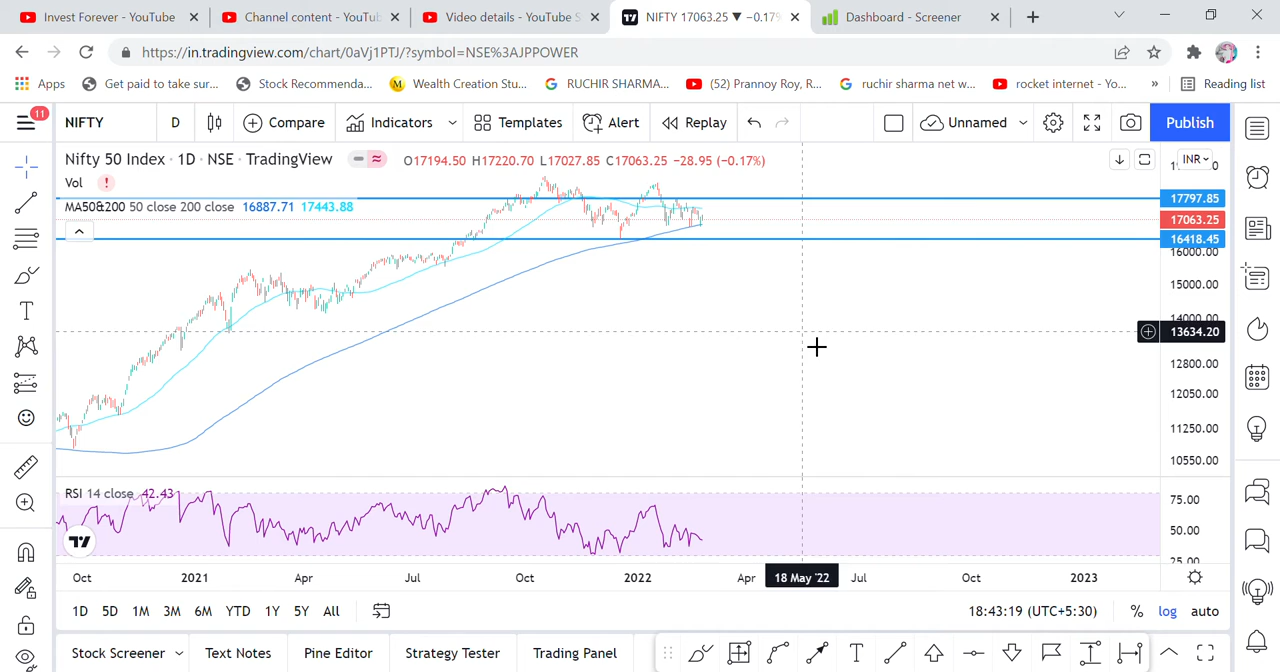 Invest Forever - YouTube
Channel content - YouTu
Video details - YouTube S
NIFTY 17063.25 ▼ −0.17%
Dashboard - Screener
https://in.tradingview.com/chart/0aVj1PTJ/?symbol=NSE%3AJPPOWER
Apps
Get paid to take sur...
Stock Recommenda...
Wealth Creation Stu...
RUCHIR SHARMA...
(52) Prannoy Roy, R...
ruchir sharma net w...
rocket internet - Yo...
»
Reading list
11
NIFTY
D
Compare
Indicators
Templates
Alert
Replay
Unnamed
Publish
Nifty 50 Index · 1D · NSE · TradingView
O17194.50 H17220.70 L17027.85 C17063.25 −28.95 (−0.17%)
INR
Vol
MA50&200 50 close 200 close 16887.71 17443.88
17797.85
17063.25
16418.45
16000.00
15000.00
14000.00
13634.20
12800.00
12050.00
11250.00
10550.00
RSI 14 close 42.43
75.00
50.00
25.00
Oct 2021 Apr Jul Oct 2022 Apr 18 May '22 Jul Oct 2023
1D 5D 1M 3M 6M YTD 1Y 5Y All
18:43:19 (UTC+5:30) % log auto
Stock Screener
Text Notes
Pine Editor
Strategy Tester
Trading Panel